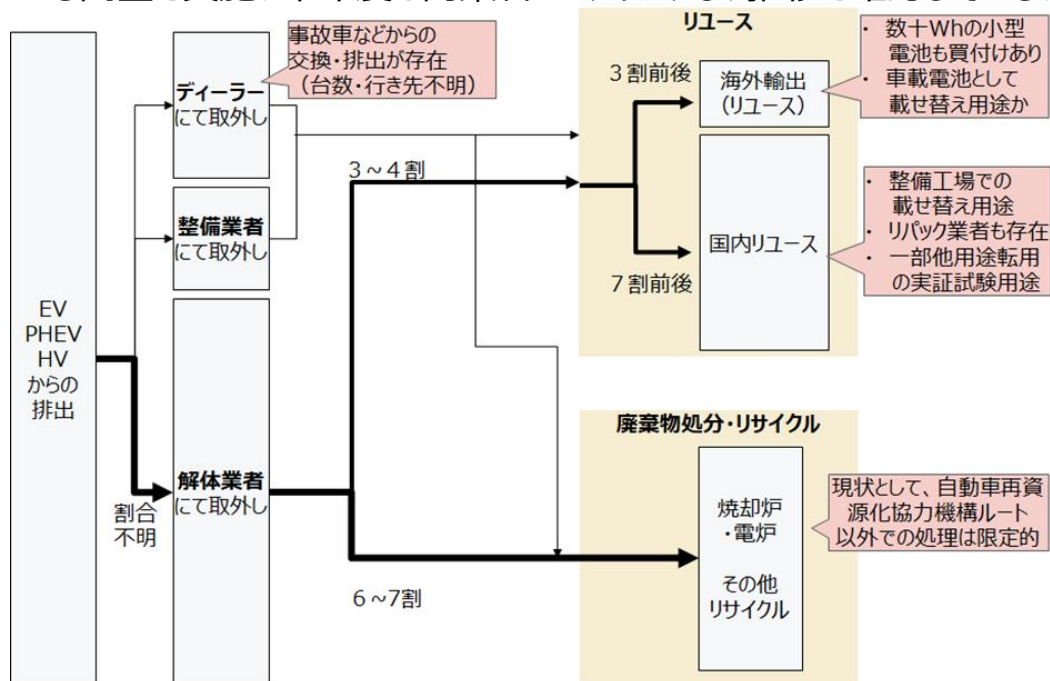 リユース
事故車などからの
交換・排出が存在
（台数・行き先不明）
ディーラー
にて取外し
整備業者
にて取外し
EV
PHEV
HV
からの
排出
割合
不明
解体業者
にて取外し
3～4割
6～7割
3割前後
7割前後
海外輸出
（リユース）
・ 数十Whの小型
電池も買付けあり
・ 車載電池として
載せ替え用途か
国内リユース
・ 整備工場での
載せ替え用途
・ リパック業者も存在
・ 一部他用途転用
の実証試験用途
廃棄物処分・リサイクル
焼却炉
・電炉
その他
リサイクル
現状として、自動車再資
源化協力機構ルート
以外での処理は限定的